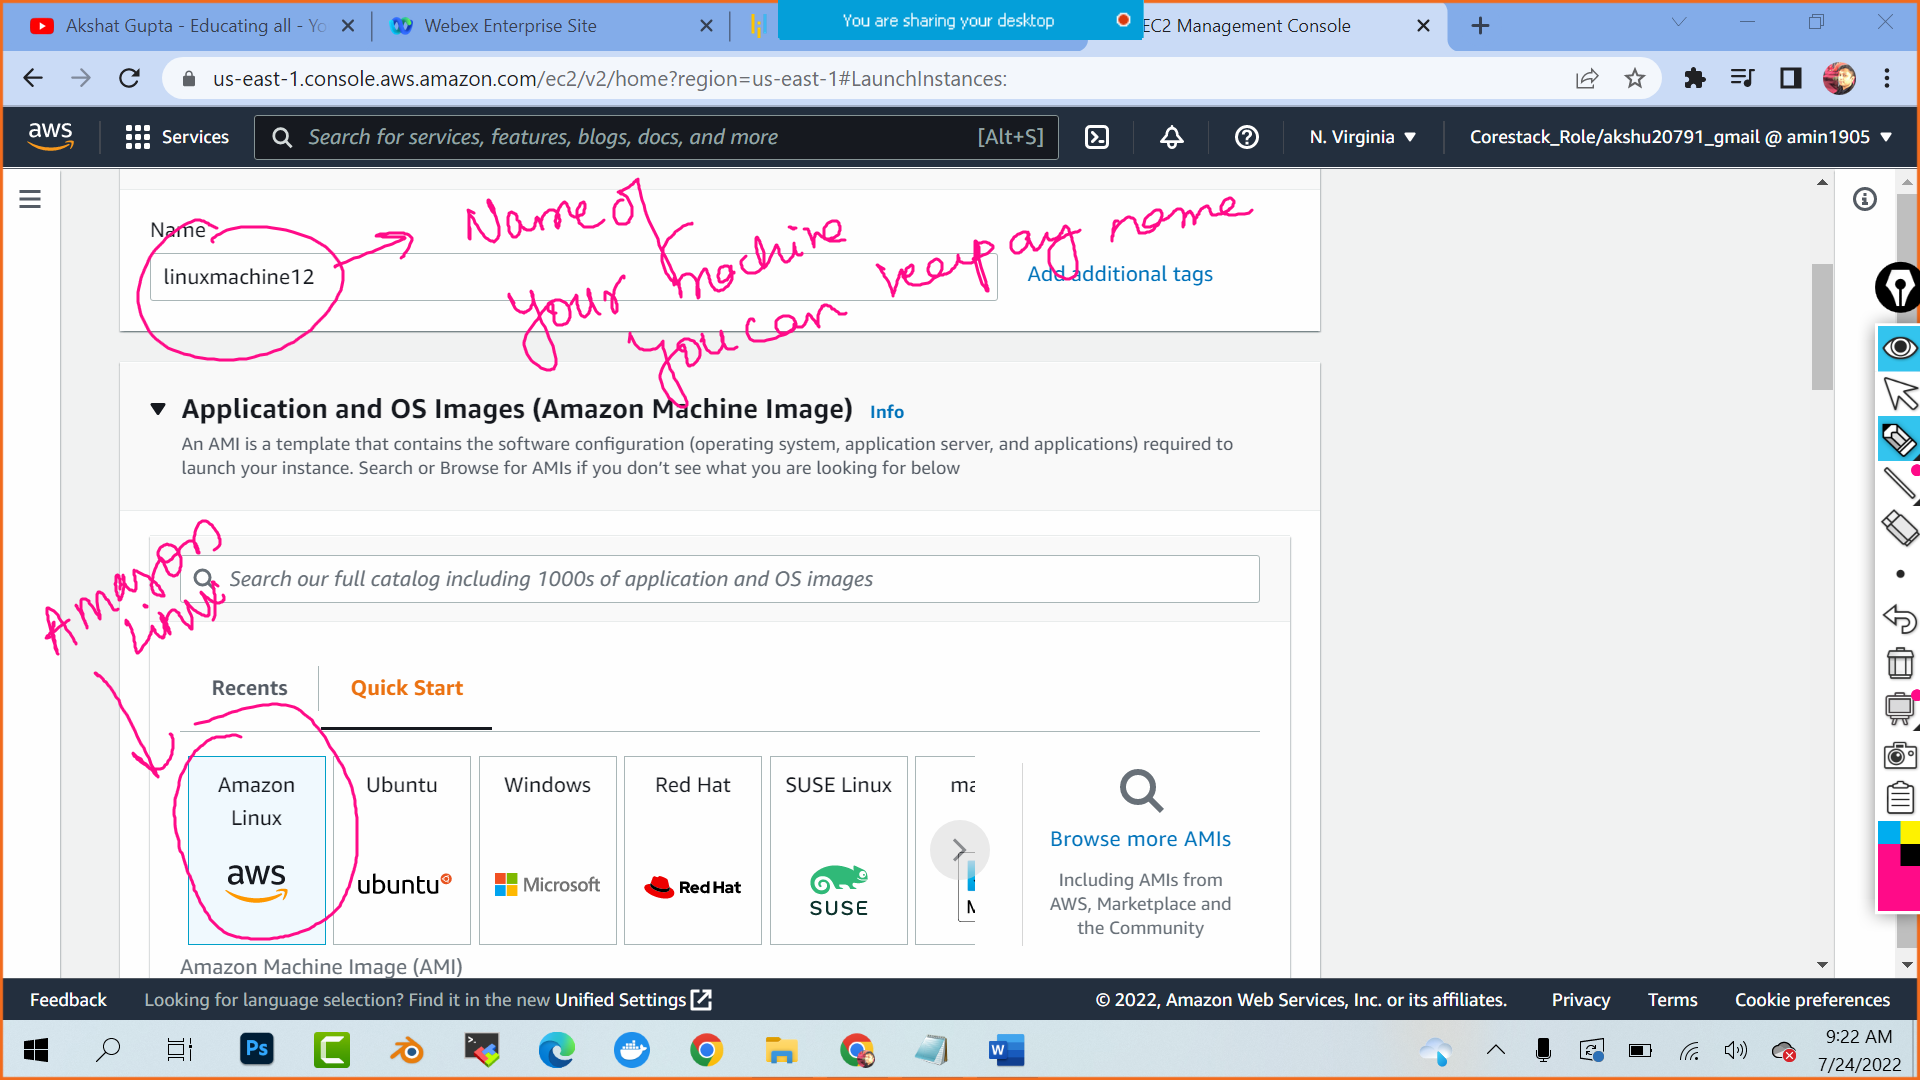 Akshat Gupta - Educating all - Yo
Webex Enterprise Site
You are sharing your desktop
EC2 Management Console
us-east-1.console.aws.amazon.com/ec2/v2/home?region=us-east-1#LaunchInstances:
aws
Services
Search for services, features, blogs, docs, and more
[Alt+S]
N. Virginia
Corestack_Role/akshu20791_gmail @ amin1905
Name
linuxmachine12
Add additional tags
Name of
your machine
you can keep any name
Application and OS Images (Amazon Machine Image)
Info
An AMI is a template that contains the software configuration (operating system, application server, and applications) required to
launch your instance. Search or Browse for AMIs if you don't see what you are looking for below
Amazon
Linux
Search our full catalog including 1000s of application and OS images
Recents
Quick Start
Amazon
Linux
aws
Ubuntu
ubuntu
Windows
Microsoft
Red Hat
RedHat
SUSE Linux
SUSE
ma
M
Browse more AMIs
Including AMIs from
AWS, Marketplace and
the Community
Amazon Machine Image (AMI)
Feedback
Looking for language selection? Find it in the new Unified Settings
© 2022, Amazon Web Services, Inc. or its affiliates.
Privacy
Terms
Cookie preferences
Ps
W
9:22 AM
7/24/2022